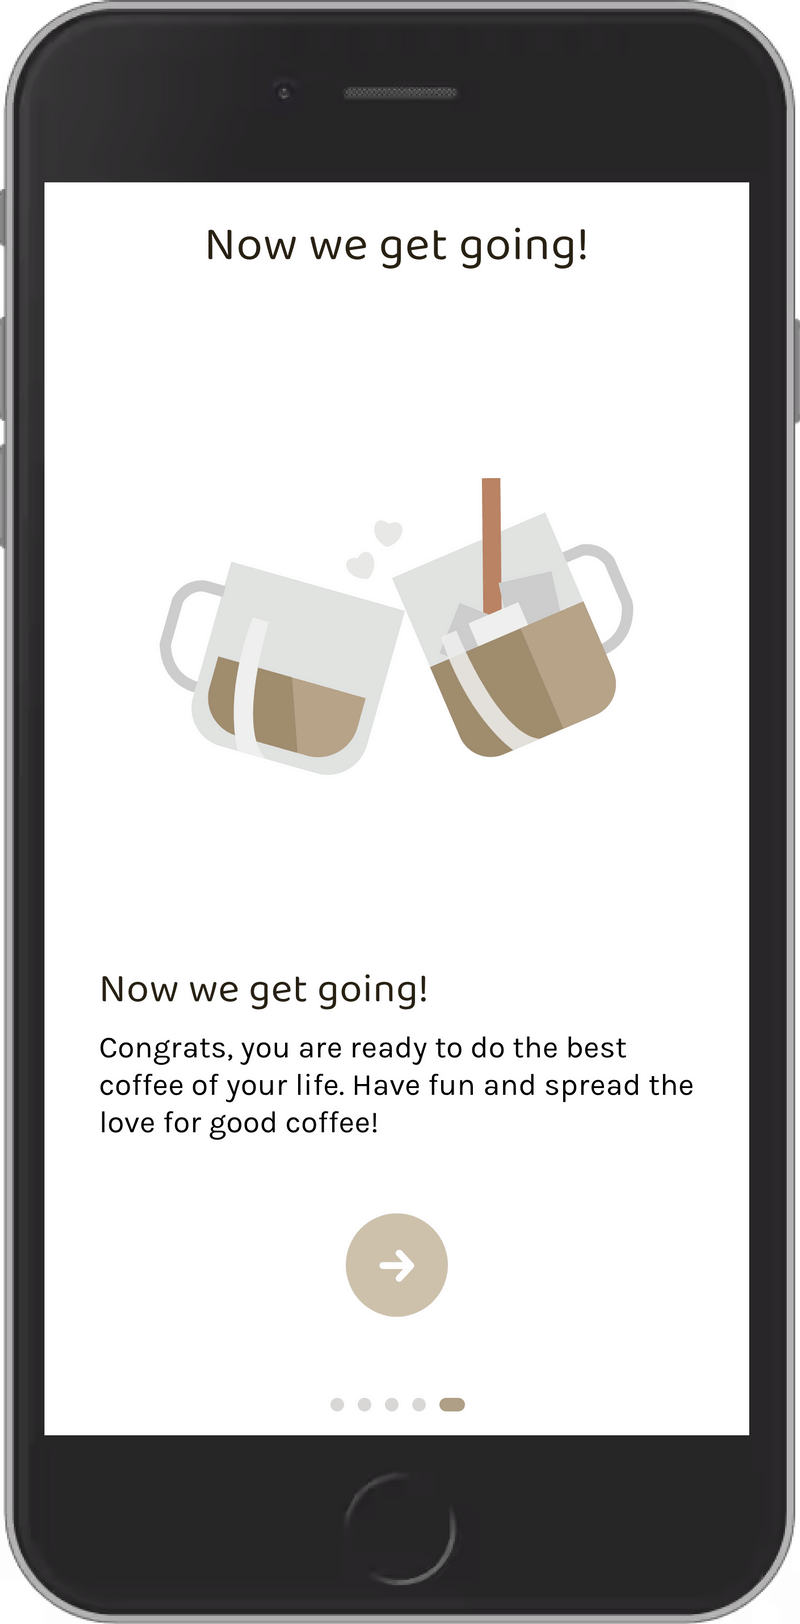 Now we get going!
Now we get going!
Congrats, you are ready to do the best
coffee of your life. Have fun and spread the
love for good coffee!